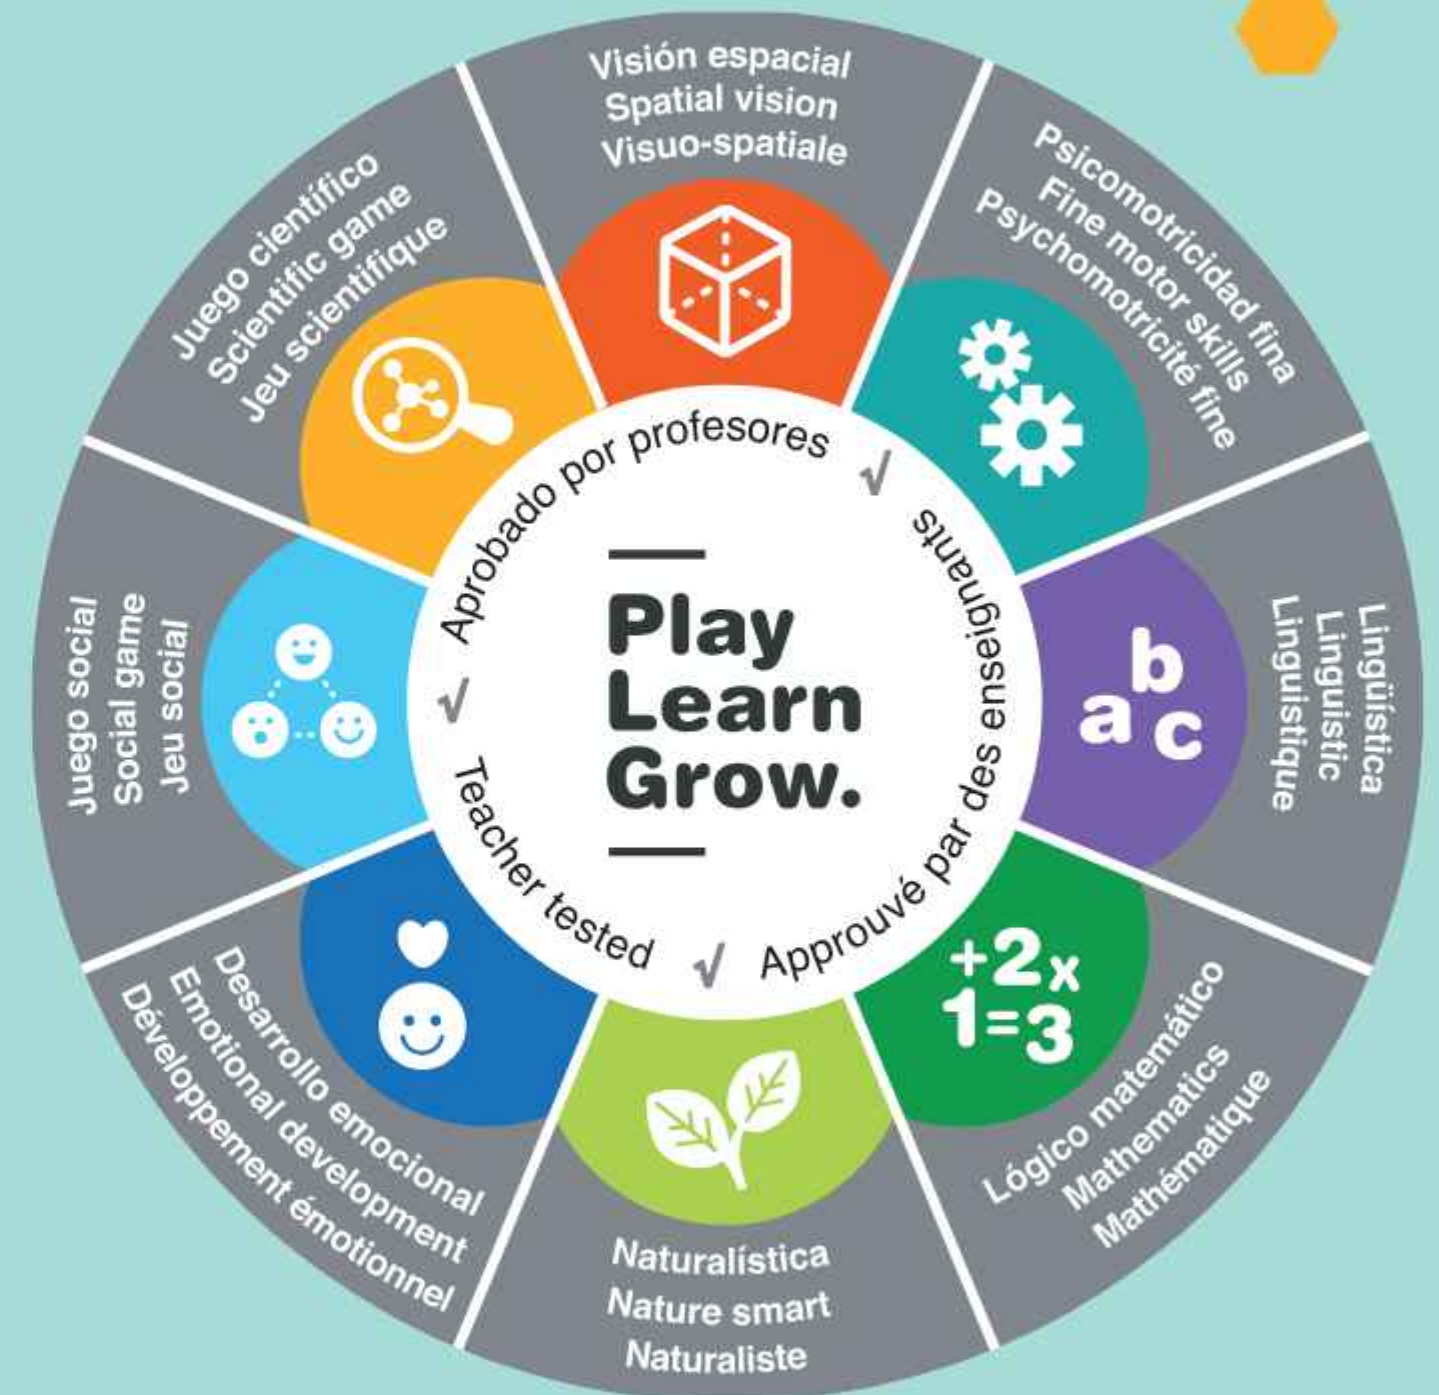 Visión espacial
Spatial vision
Visuo-spatiale
Psicomotricidad fina
Fine motor skills
Psychomotricité fine
Lingüística
Linguistic
Linguistique
b
a c
+2x
1=3
Lógico matemático
Mathematics
Mathématique
Naturalística
Nature smart
Naturaliste
Desarrollo emocional
Emotional development
Développement émotionnel
Juego social
Social game
Jeu social
Juego científico
Scientific game
Jeu scientifique
Aprobado por profesores √
Approuvé par des enseignants √
Teacher tested √
Play
Learn
Grow.